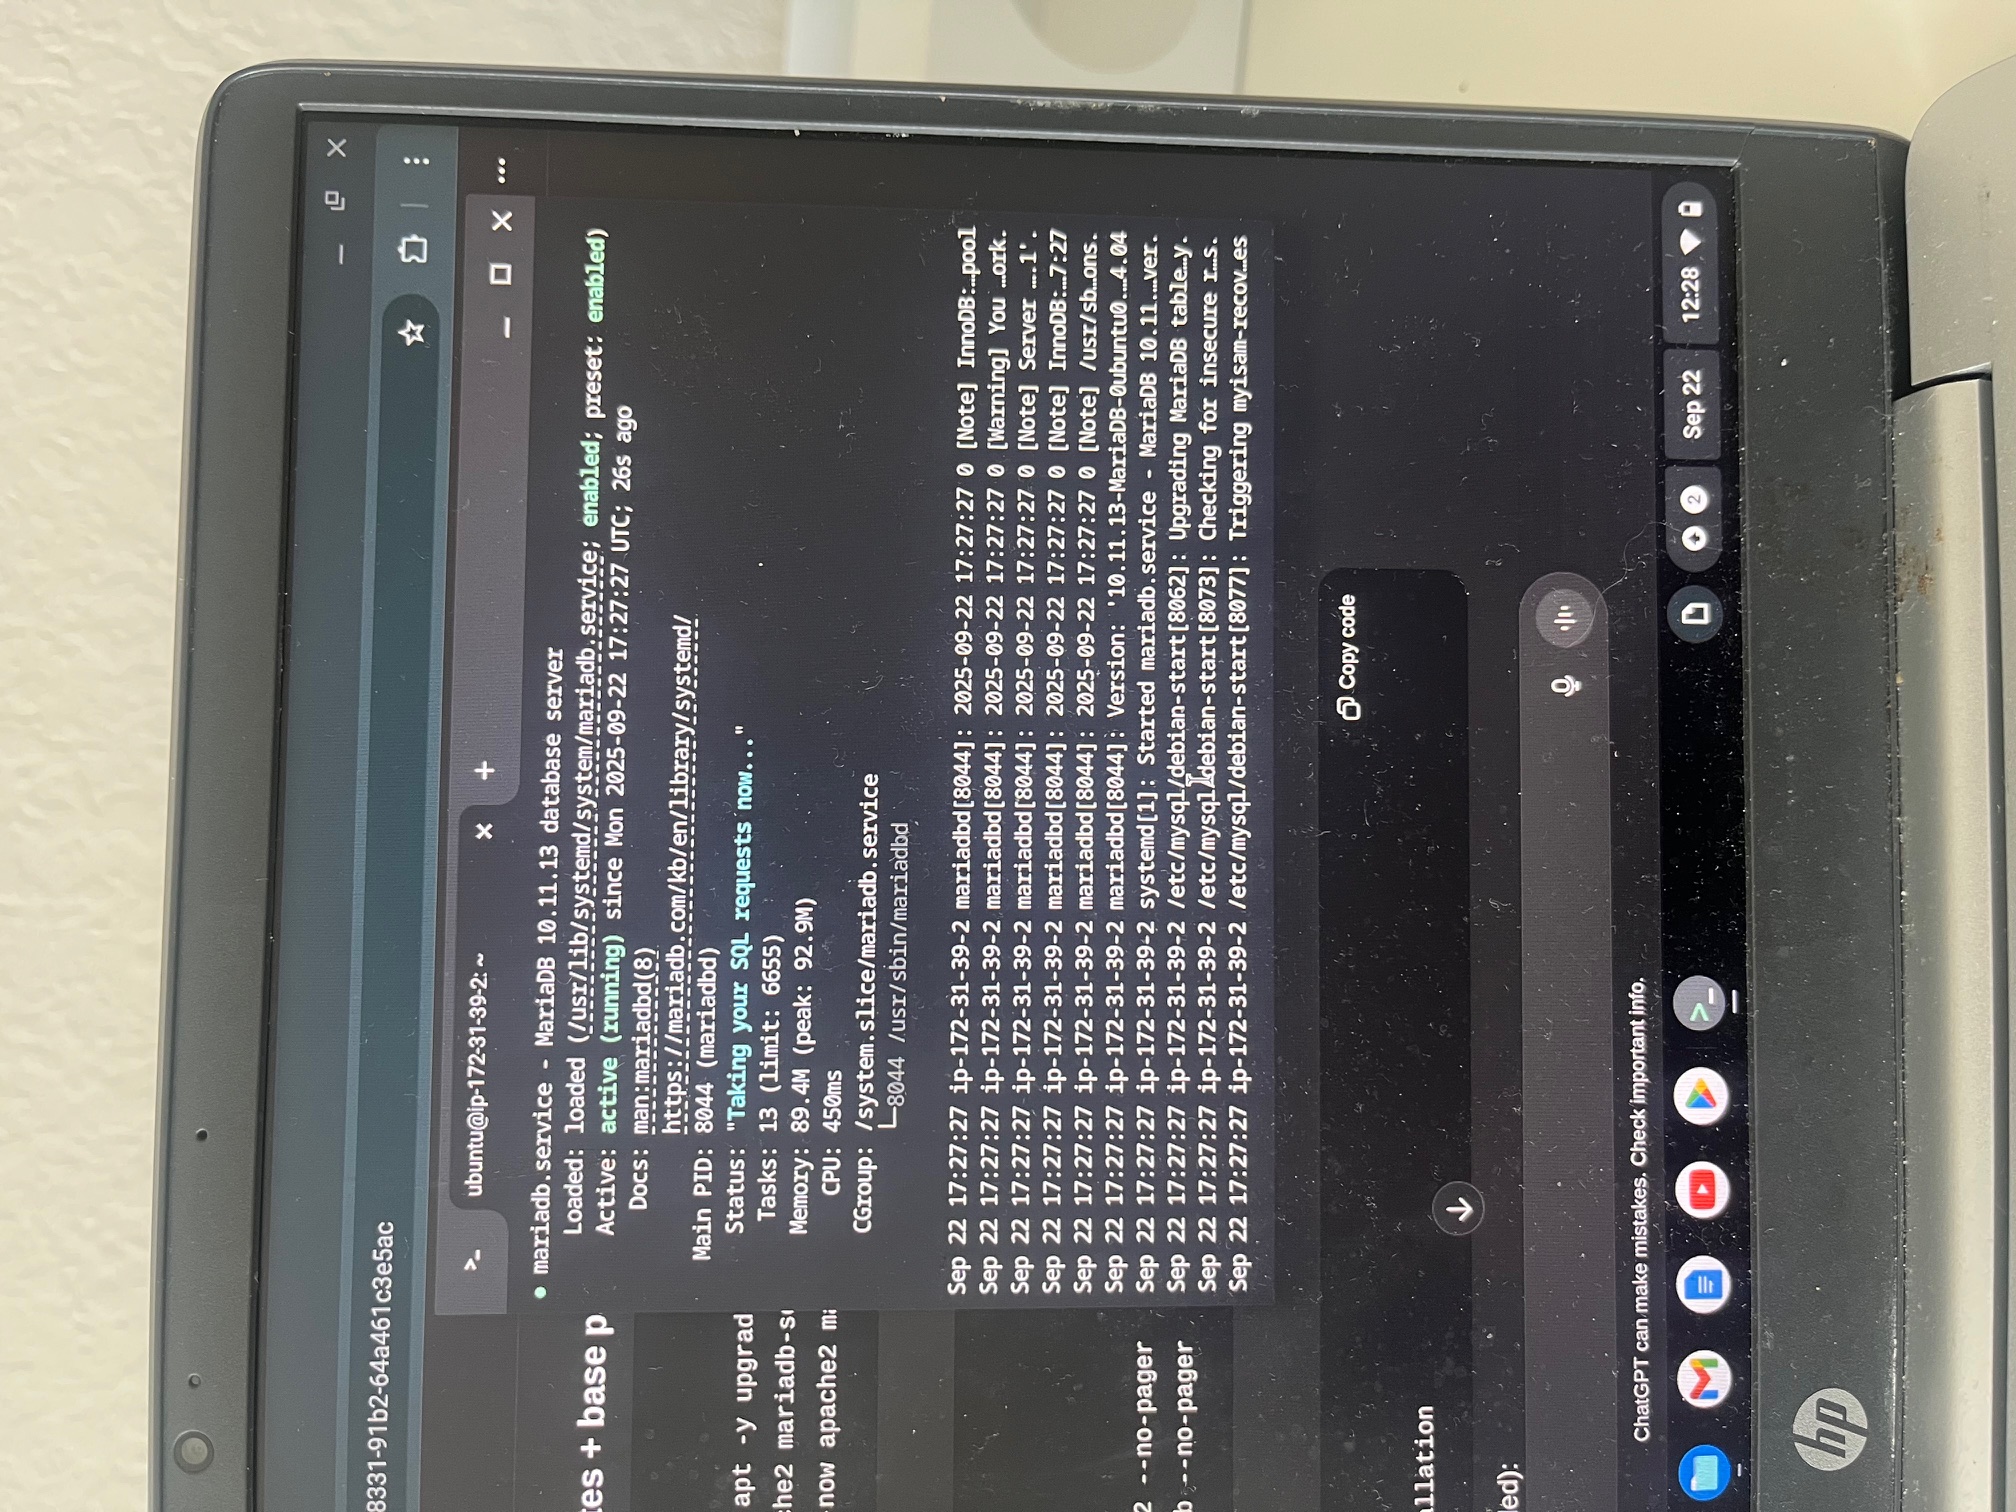 8331-91b2-64a461c3e5ac
>_ ubuntu@ip-172-31-39-2: ~
● mariadb.service - MariaDB 10.11.13 database server
Loaded: loaded (/usr/lib/systemd/system/mariadb.service; enabled; preset: enabled)
Active: active (running) since Mon 2025-09-22 17:27:27 UTC; 26s ago
Docs: man:mariadbd(8)
https://mariadb.com/kb/en/library/systemd/
Main PID: 8044 (mariadbd)
Status: "Taking your SQL requests now..."
Tasks: 13 (limit: 6655)
Memory: 89.4M (peak: 92.9M)
CPU: 450ms
CGroup: /system.slice/mariadb.service
└─8044 /usr/sbin/mariadbd
Sep 22 17:27:27 ip-172-31-39-2 mariadbd[8044]: 2025-09-22 17:27:27 0 [Note] InnoDB:…pool
Sep 22 17:27:27 ip-172-31-39-2 mariadbd[8044]: 2025-09-22 17:27:27 0 [Warning] You …ork.
Sep 22 17:27:27 ip-172-31-39-2 mariadbd[8044]: 2025-09-22 17:27:27 0 [Note] Server ….1'.
Sep 22 17:27:27 ip-172-31-39-2 mariadbd[8044]: 2025-09-22 17:27:27 0 [Note] InnoDB:…7:27
Sep 22 17:27:27 ip-172-31-39-2 mariadbd[8044]: 2025-09-22 17:27:27 0 [Note] /usr/sb…ons.
Sep 22 17:27:27 ip-172-31-39-2 mariadbd[8044]: Version: '10.11.13-MariaDB-0ubuntu0.…4.04
Sep 22 17:27:27 ip-172-31-39-2 systemd[1]: Started mariadb.service - MariaDB 10.11.…ver.
Sep 22 17:27:27 ip-172-31-39-2 /etc/mysql/debian-start[8062]: Upgrading MariaDB table…y.
Sep 22 17:27:27 ip-172-31-39-2 /etc/mysql/debian-start[8073]: Checking for insecure r…s.
Sep 22 17:27:27 ip-172-31-39-2 /etc/mysql/debian-start[8077]: Triggering myisam-recov…es
tes + base p
apt -y upgrad
che2 mariadb-s
-now apache2 ma
2 --no-pager
b --no-pager
Copy code
allation
led):
ChatGPT can make mistakes. Check important info.
2
Sep 22
12:28
hp